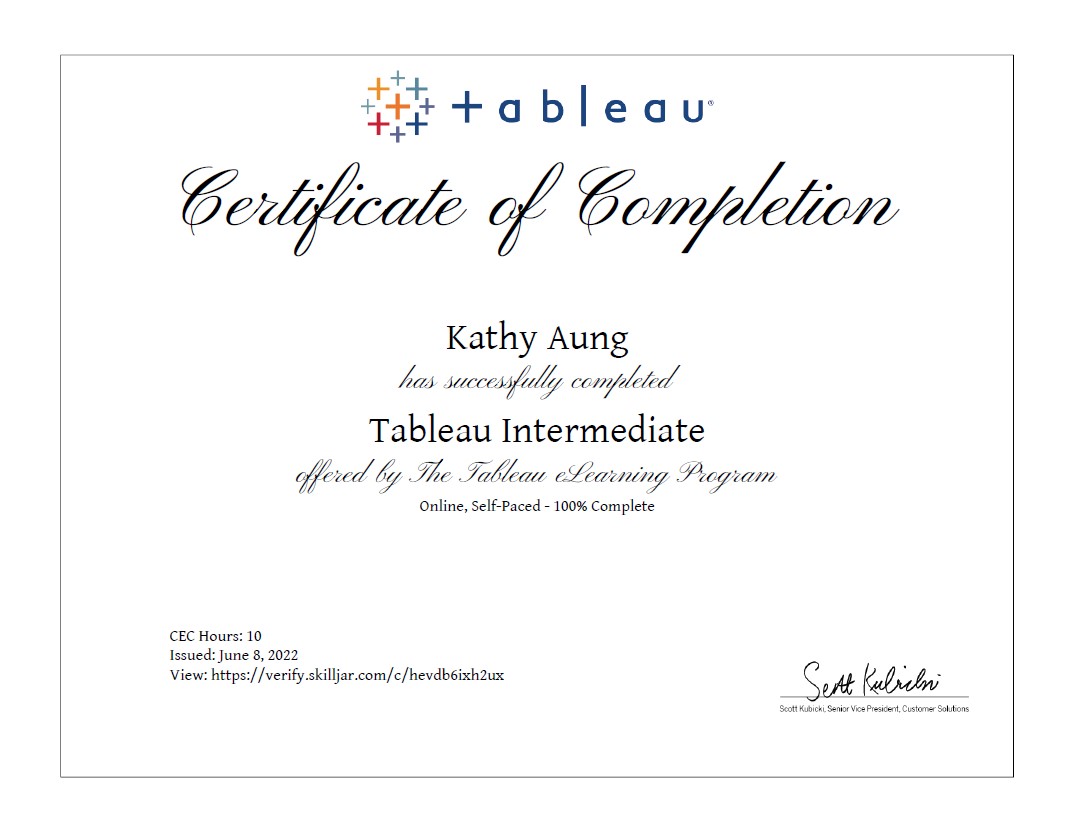 +ableau®
Certificate of Completion
Kathy Aung
has successfully completed
Tableau Intermediate
offered by The Tableau eLearning Program
Online, Self-Paced - 100% Complete
CEC Hours: 10
Issued: June 8, 2022
View: https://verify.skilljar.com/c/hevdb6ixh2ux
Scott Kubicki
Scott Kubicki, Senior Vice President, Customer Solutions